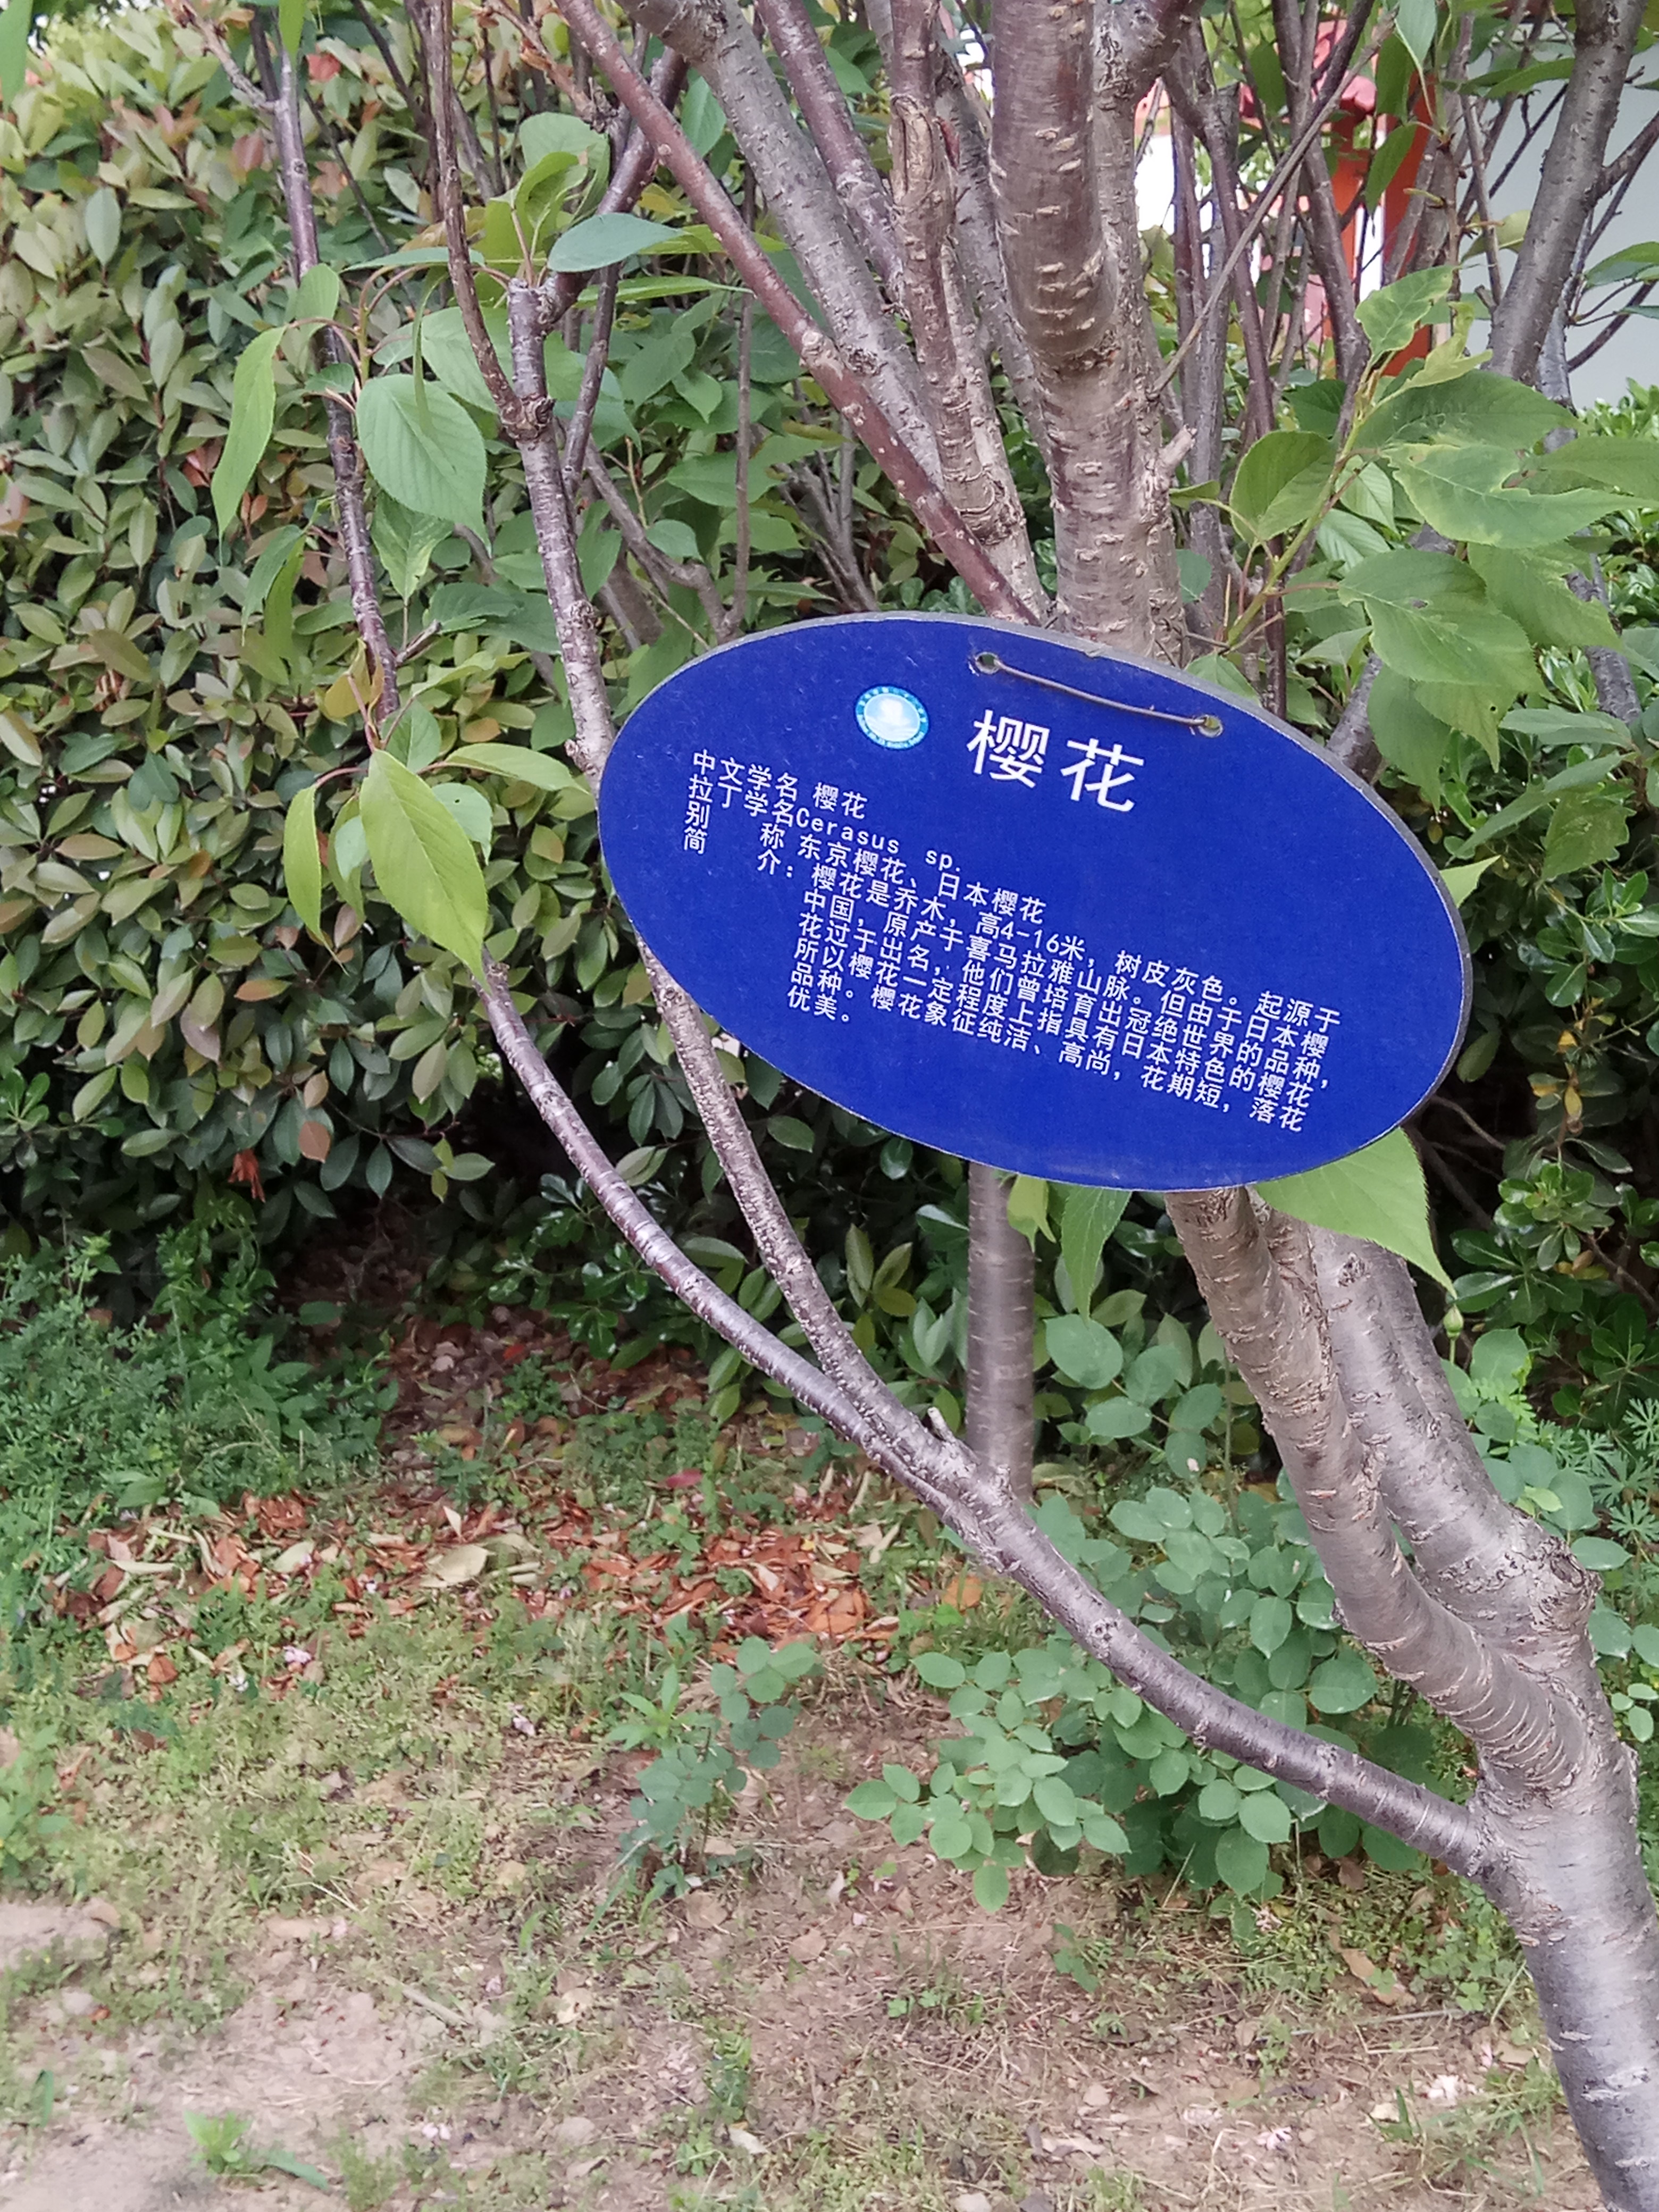 樱花
中文学名 樱花
拉丁学名Cerasus sp.
别 称 东京樱花、日本樱花
简 介：樱花是乔木，高4-16米，树皮灰色。起源于
中国，原产于喜马拉雅山脉。但由于日本樱
花过于出名，他们曾培育出冠绝世界的品种，
所以樱花一定程度上指具有日本特色的樱花
品种。樱花象征纯洁、高尚，花期短，落花
优美。